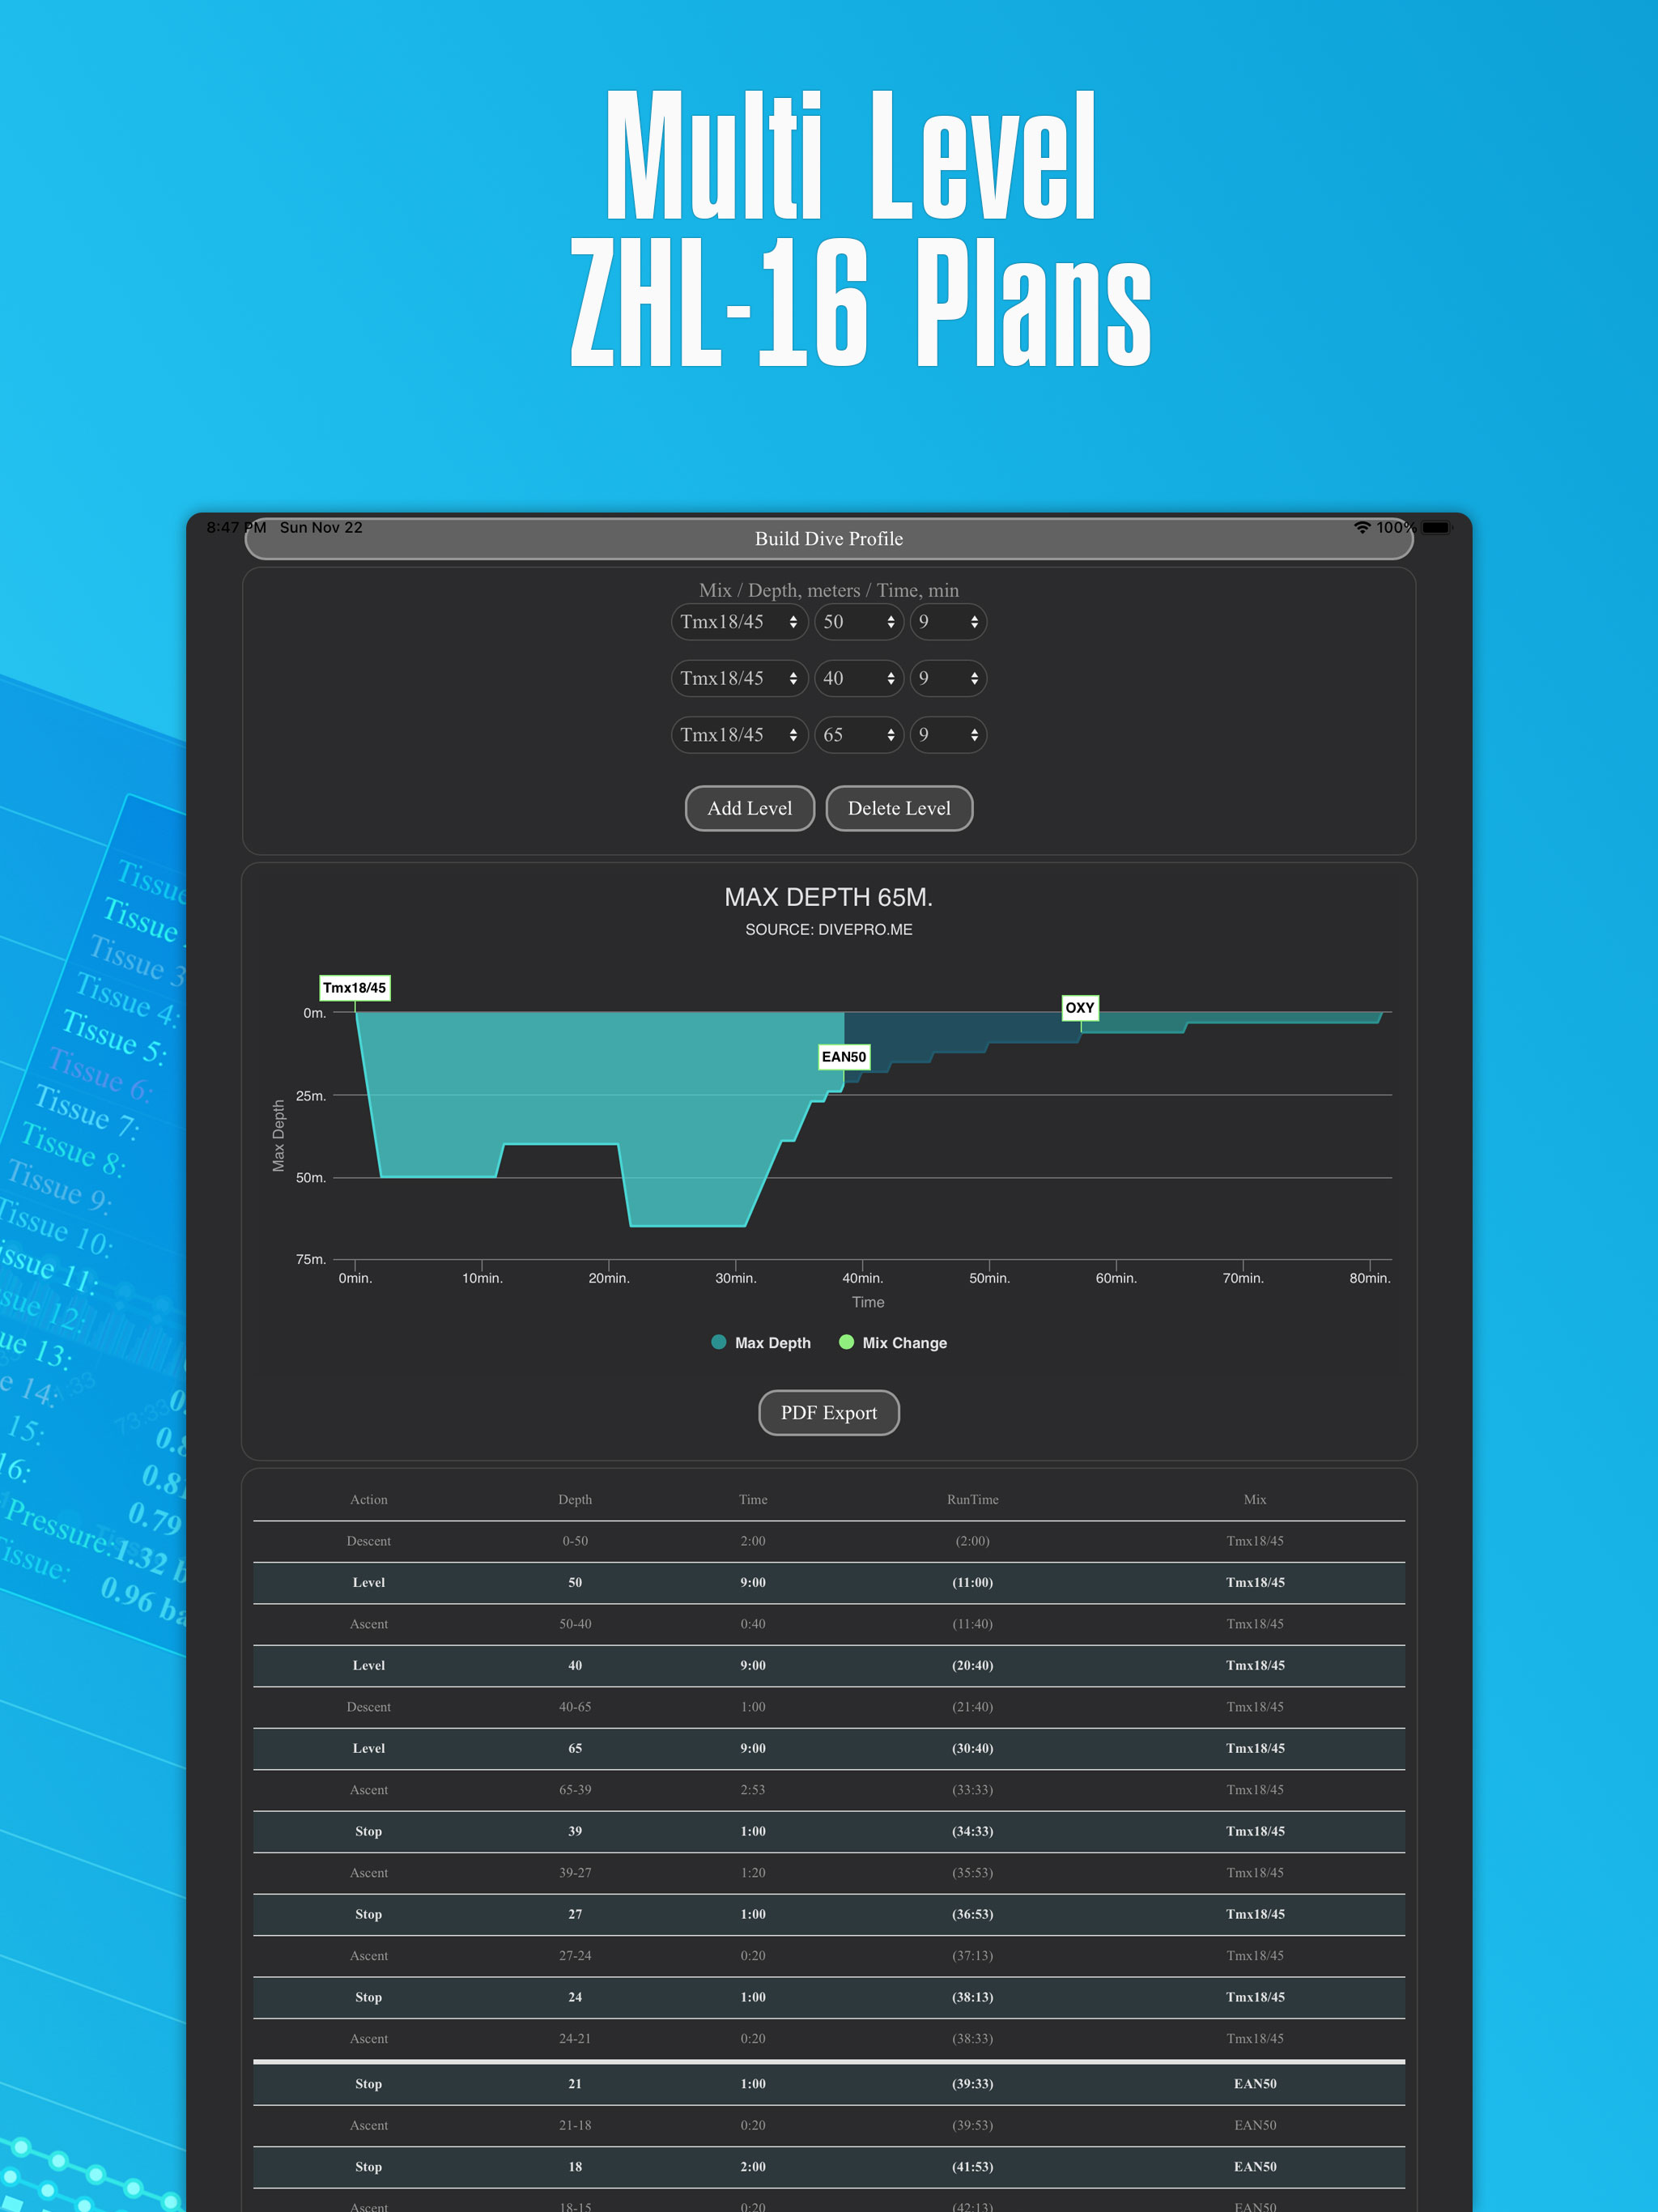 Multi Level
ZHL-16 Plans
8:47 PM Sun Nov 22 100%
Build Dive Profile
Mix / Depth, meters / Time, min
Tmx18/45 50 9
Tmx18/45 40 9
Tmx18/45 65 9
Add Level Delete Level
MAX DEPTH 65M.
SOURCE: DIVEPRO.ME
Tmx18/45
OXY
EAN50
0m.
25m.
50m.
75m.
Max Depth
0min. 10min. 20min. 30min. 40min. 50min. 60min. 70min. 80min.
Time
Max Depth Mix Change
PDF Export
Action Depth Time RunTime Mix
Descent 0-50 2:00 (2:00) Tmx18/45
Level 50 9:00 (11:00) Tmx18/45
Ascent 50-40 0:40 (11:40) Tmx18/45
Level 40 9:00 (20:40) Tmx18/45
Descent 40-65 1:00 (21:40) Tmx18/45
Level 65 9:00 (30:40) Tmx18/45
Ascent 65-39 2:53 (33:33) Tmx18/45
Stop 39 1:00 (34:33) Tmx18/45
Ascent 39-27 1:20 (35:53) Tmx18/45
Stop 27 1:00 (36:53) Tmx18/45
Ascent 27-24 0:20 (37:13) Tmx18/45
Stop 24 1:00 (38:13) Tmx18/45
Ascent 24-21 0:20 (38:33) Tmx18/45
Stop 21 1:00 (39:33) EAN50
Ascent 21-18 0:20 (39:53) EAN50
Stop 18 2:00 (41:53) EAN50
Ascent 18-15 0:20 (42:13) EAN50
Tissue
Tissue
Tissue 3
Tissue 4:
Tissue 5:
Tissue 6:
Tissue 7:
Tissue 8:
Tissue 9:
Tissue 10:
issue 11:
sue 12:
ue 13:
e 14:
15:
16:
73:33
0.81
0.79
Pressure: 1.32 b
issue: 0.96 ba